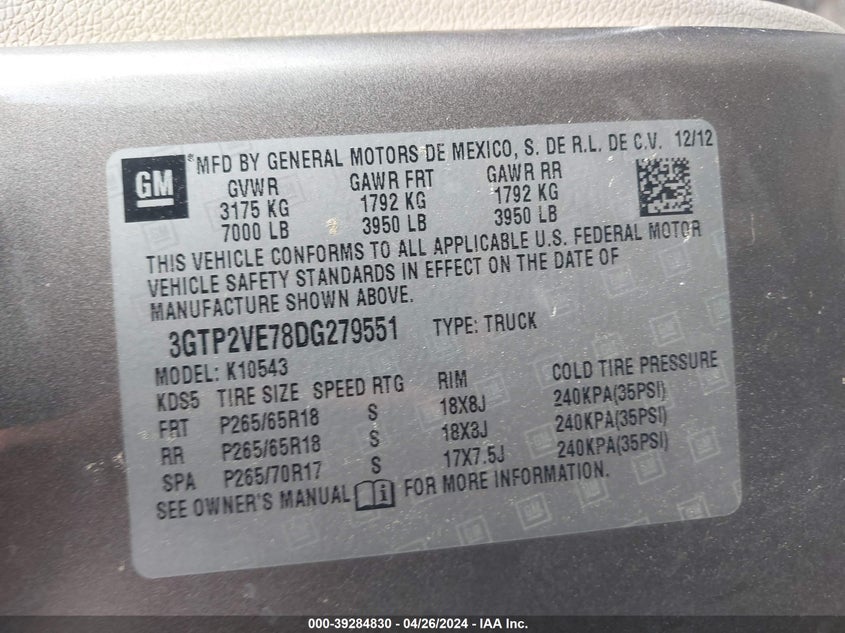 GM
®MFD BY GENERAL MOTORS DE MEXICO, S. DE R.L. DE C.V. 12/12
GVWR GAWR FRT GAWR RR
3175 KG 1792 KG 1792 KG
7000 LB 3950 LB 3950 LB
THIS VEHICLE CONFORMS TO ALL APPLICABLE U.S. FEDERAL MOTOR
VEHICLE SAFETY STANDARDS IN EFFECT ON THE DATE OF
MANUFACTURE SHOWN ABOVE.
3GTP2VE78DG279551 TYPE: TRUCK
MODEL: K10543
KDS5 TIRE SIZE SPEED RTG RIM COLD TIRE PRESSURE
FRT P265/65R18 S 18X8J 240KPA(35PSI)
RR P265/65R18 S 18X8J 240KPA(35PSI)
SPA P265/70R17 S 17X7.5J 240KPA(35PSI)
SEE OWNER'S MANUAL FOR MORE INFORMATION.
000-39284830 - 04/26/2024 - IAA Inc.